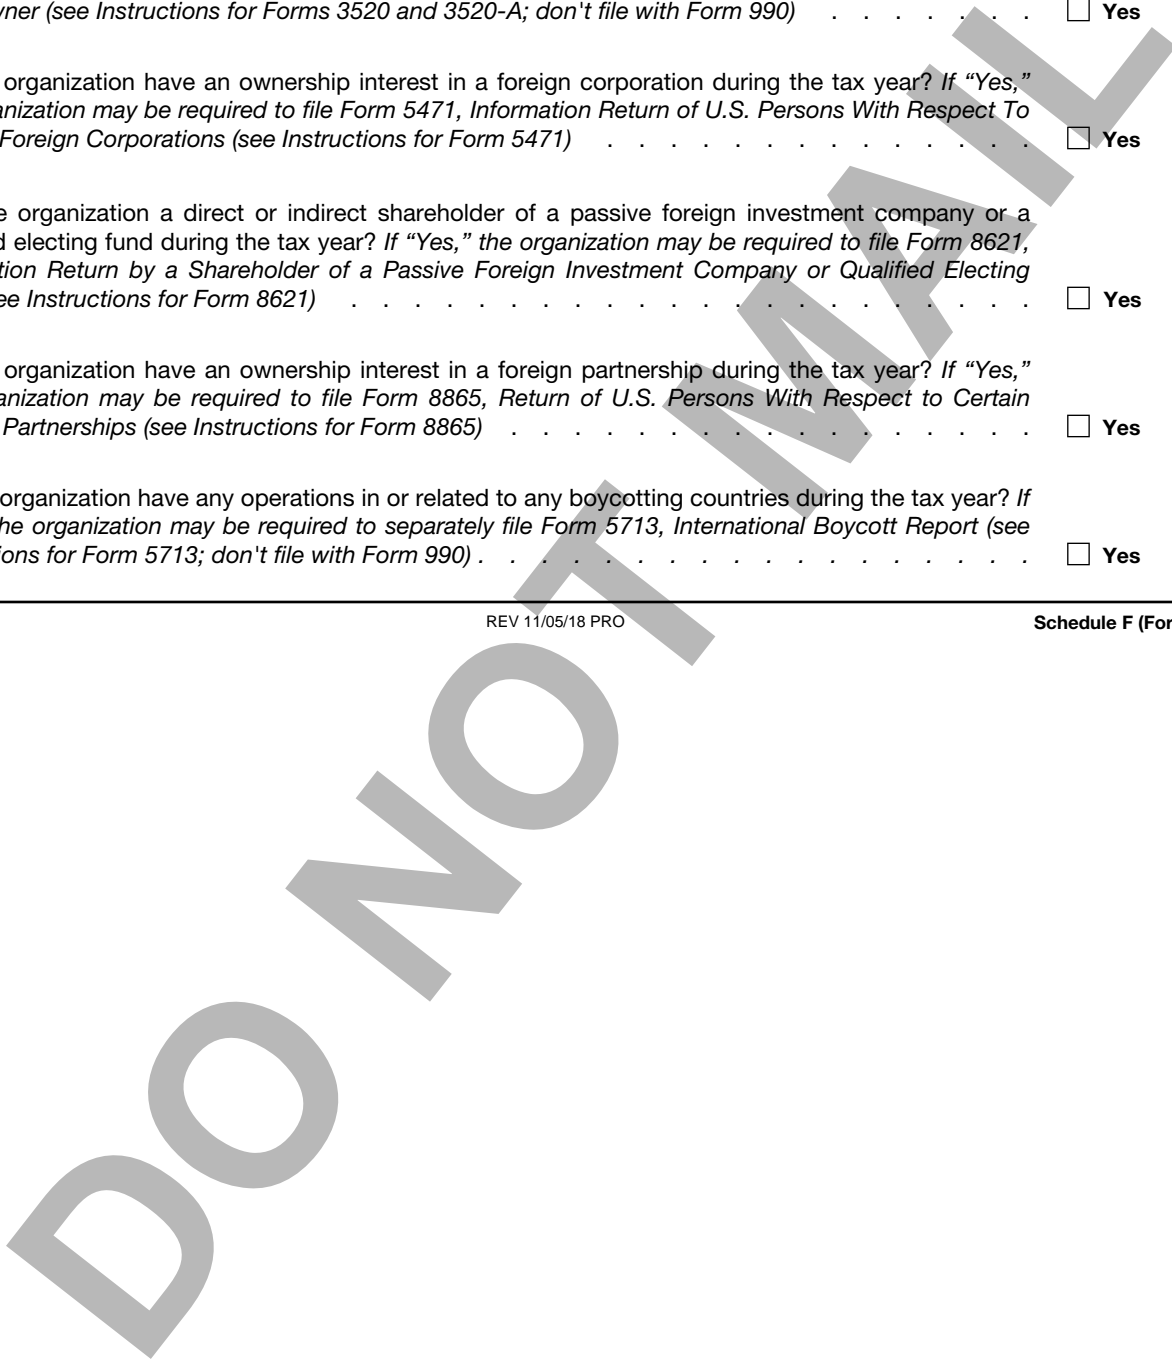 (see Instructions for Forms 3520 and 3520-A; don't file with Form 990) . . . . . . . Yes
organization have an ownership interest in a foreign corporation during the tax year? If “Yes,”
may be required to file Form 5471, Information Return of U.S. Persons With Respect To
Foreign Corporations (see Instructions for Form 5471) . . . . . . . . . . . . . . Yes
organization a direct or indirect shareholder of a passive foreign investment company or a
electing fund during the tax year? If “Yes,” the organization may be required to file Form 8621,
Return by a Shareholder of a Passive Foreign Investment Company or Qualified Electing
Instructions for Form 8621) . . . . . . . . . . . . . . . . . . . . . . Yes
organization have an ownership interest in a foreign partnership during the tax year? If “Yes,”
may be required to file Form 8865, Return of U.S. Persons With Respect to Certain
Partnerships (see Instructions for Form 8865) . . . . . . . . . . . . . . . . . Yes
organization have any operations in or related to any boycotting countries during the tax year? If
the organization may be required to separately file Form 5713, International Boycott Report (see
for Form 5713; don't file with Form 990) . . . . . . . . . . . . . . . . . . Yes
REV 11/05/18 PRO
Schedule F
DO NOT MAIL